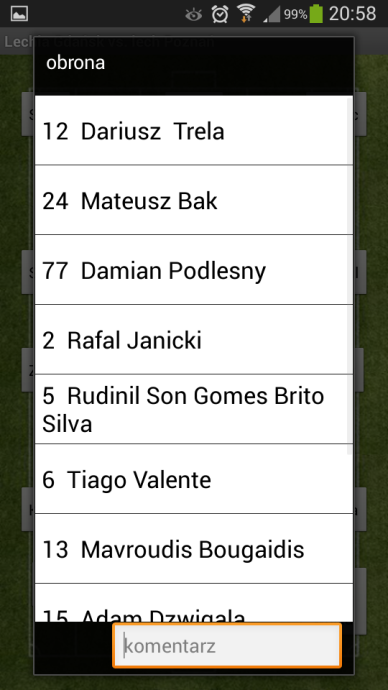 99% 20:58
obrona
12 Dariusz Trela
24 Mateusz Bak
77 Damian Podlesny
2 Rafal Janicki
5 Rudinil Son Gomes Brito
Silva
6 Tiago Valente
13 Mavroudis Bougaidis
15 Adam Dzwigala
komentarz